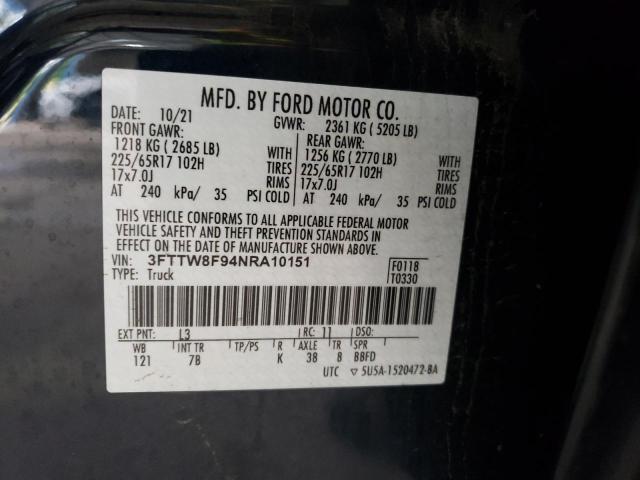 MFD. BY FORD MOTOR CO.
DATE: 10/21 GVWR: 2361 KG ( 5205 LB)
FRONT GAWR: REAR GAWR:
1218 KG ( 2685 LB) WITH 1256 KG ( 2770 LB) WITH
225/65R17 102H TIRES 225/65R17 102H TIRES
17x7.0J RIMS 17x7.0J RIMS
AT 240 kPa/ 35 PSI COLD AT 240 kPa/ 35 PSI COLD
THIS VEHICLE CONFORMS TO ALL APPLICABLE FEDERAL MOTOR
VEHICLE SAFETY AND THEFT PREVENTION STANDARDS IN
EFFECT ON THE DATE OF MANUFACTURE SHOWN ABOVE.
VIN: 3FTTW8F94NRA10151 F0118
TYPE: Truck T0330
EXT PNT: L3 RC: 11 DSO:
WB INT TR TP/PS R AXLE TR SPR
121 7B K 38 8 BBFD
UTC ▽ 5U5A-1520472-BA